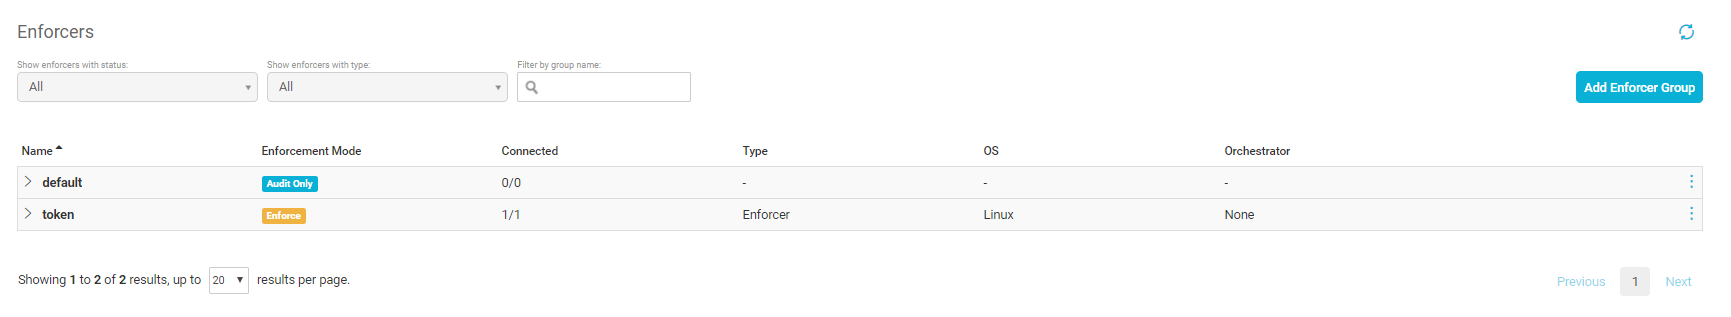 Enforcers
Show enforcers with status: Show enforcers with type: Filter by group name:
All All
Add Enforcer Group
Name Enforcement Mode Connected Type OS Orchestrator
default Audit Only 0/0 - - -
token Enforce 1/1 Enforcer Linux None
Showing 1 to 2 of 2 results, up to 20 results per page.
Previous 1 Next